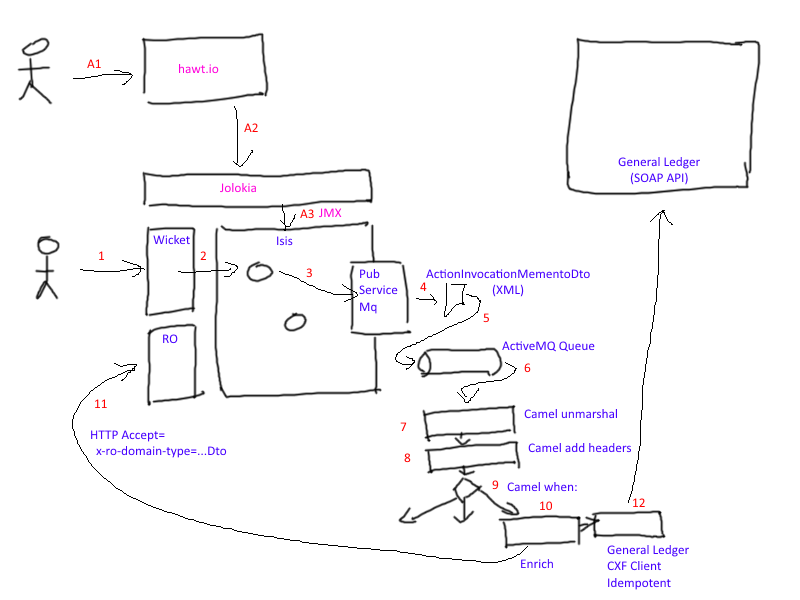 A1
hawt.io
A2
General Ledger
(SOAP API)
Jolokia
A3 JMX
1
Wicket
2
Isis
3
Pub
Service
Mq
4
ActionInvocationMementoDto
(XML)
5
RO
ActiveMQ Queue
6
11
HTTP Accept=
x-ro-domain-type=...Dto
7
Camel unmarshal
8
Camel add headers
9
Camel when:
10
12
Enrich
General Ledger
CXF Client
Idempotent